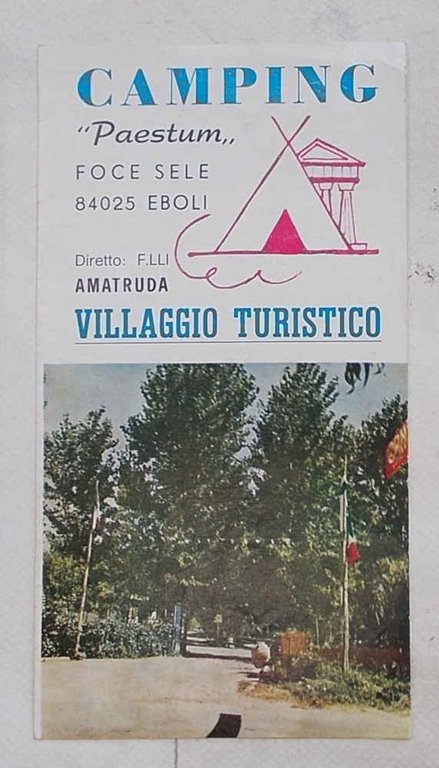 CAMPING
"Paestum„
FOCE SELE
84025 EBOLI
Diretto: F.LLI
AMATRUDA
VILLAGGIO TURISTICO